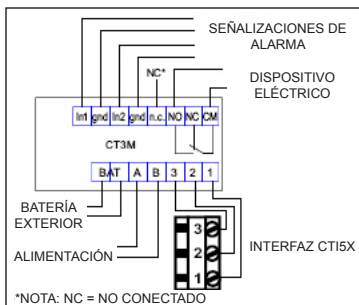 SEÑALIZACIONES DE
ALARMA
NC*
DISPOSITIVO
ELÉCTRICO
In1 gnd In2 gnd n.c. NO NC CM
CT3M
BAT A B 3 2 1
BATERÍA
EXTERIOR
ALIMENTACIÓN
3
2
1
INTERFAZ CTI5X
*NOTA: NC = NO CONECTADO